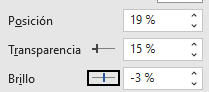 Posición 19 %
Transparencia 15 %
Brillo -3 %